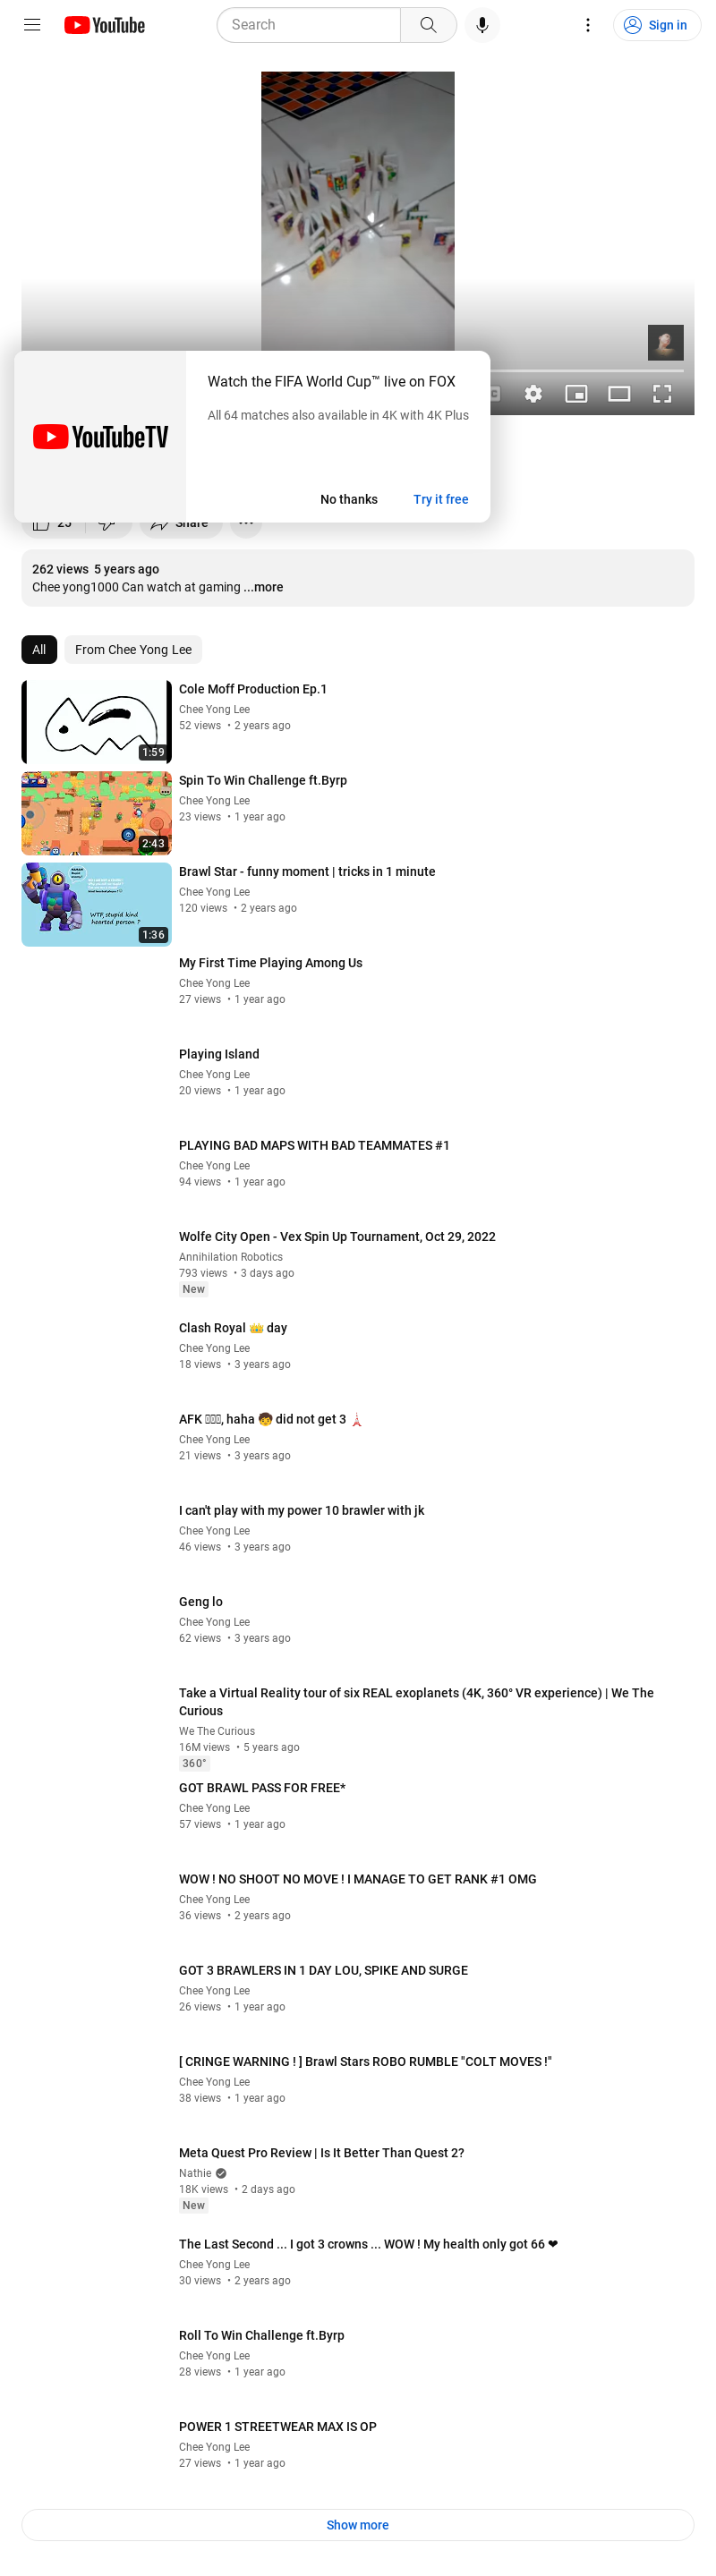 YouTube
Search
Sign in
Watch the FIFA World Cup™ live on FOX
All 64 matches also available in 4K with 4K Plus
YouTubeTV
No thanks
Try it free
25
Share
262 views 5 years ago
Chee yong1000 Can watch at gaming ...more
All
From Chee Yong Lee
Cole Moff Production Ep.1
Chee Yong Lee
52 views • 2 years ago
1:59
Spin To Win Challenge ft.Byrp
Chee Yong Lee
23 views • 1 year ago
2:43
Brawl Star - funny moment | tricks in 1 minute
Chee Yong Lee
120 views • 2 years ago
WTF, stupid kind
hearted person ?
1:36
My First Time Playing Among Us
Chee Yong Lee
27 views • 1 year ago
Playing Island
Chee Yong Lee
20 views • 1 year ago
PLAYING BAD MAPS WITH BAD TEAMMATES #1
Chee Yong Lee
94 views • 1 year ago
Wolfe City Open - Vex Spin Up Tournament, Oct 29, 2022
Annihilation Robotics
793 views • 3 days ago
New
Clash Royal 👑 day
Chee Yong Lee
18 views • 3 years ago
AFK , haha 🧒 did not get 3 🗼
Chee Yong Lee
21 views • 3 years ago
I can't play with my power 10 brawler with jk
Chee Yong Lee
46 views • 3 years ago
Geng lo
Chee Yong Lee
62 views • 3 years ago
Take a Virtual Reality tour of six REAL exoplanets (4K, 360° VR experience) | We The
Curious
We The Curious
16M views • 5 years ago
360°
GOT BRAWL PASS FOR FREE*
Chee Yong Lee
57 views • 1 year ago
WOW ! NO SHOOT NO MOVE ! I MANAGE TO GET RANK #1 OMG
Chee Yong Lee
36 views • 2 years ago
GOT 3 BRAWLERS IN 1 DAY LOU, SPIKE AND SURGE
Chee Yong Lee
26 views • 1 year ago
[ CRINGE WARNING ! ] Brawl Stars ROBO RUMBLE "COLT MOVES !"
Chee Yong Lee
38 views • 1 year ago
Meta Quest Pro Review | Is It Better Than Quest 2?
Nathie
18K views • 2 days ago
New
The Last Second ... I got 3 crowns ... WOW ! My health only got 66 ❤
Chee Yong Lee
30 views • 2 years ago
Roll To Win Challenge ft.Byrp
Chee Yong Lee
28 views • 1 year ago
POWER 1 STREETWEAR MAX IS OP
Chee Yong Lee
27 views • 1 year ago
Show more